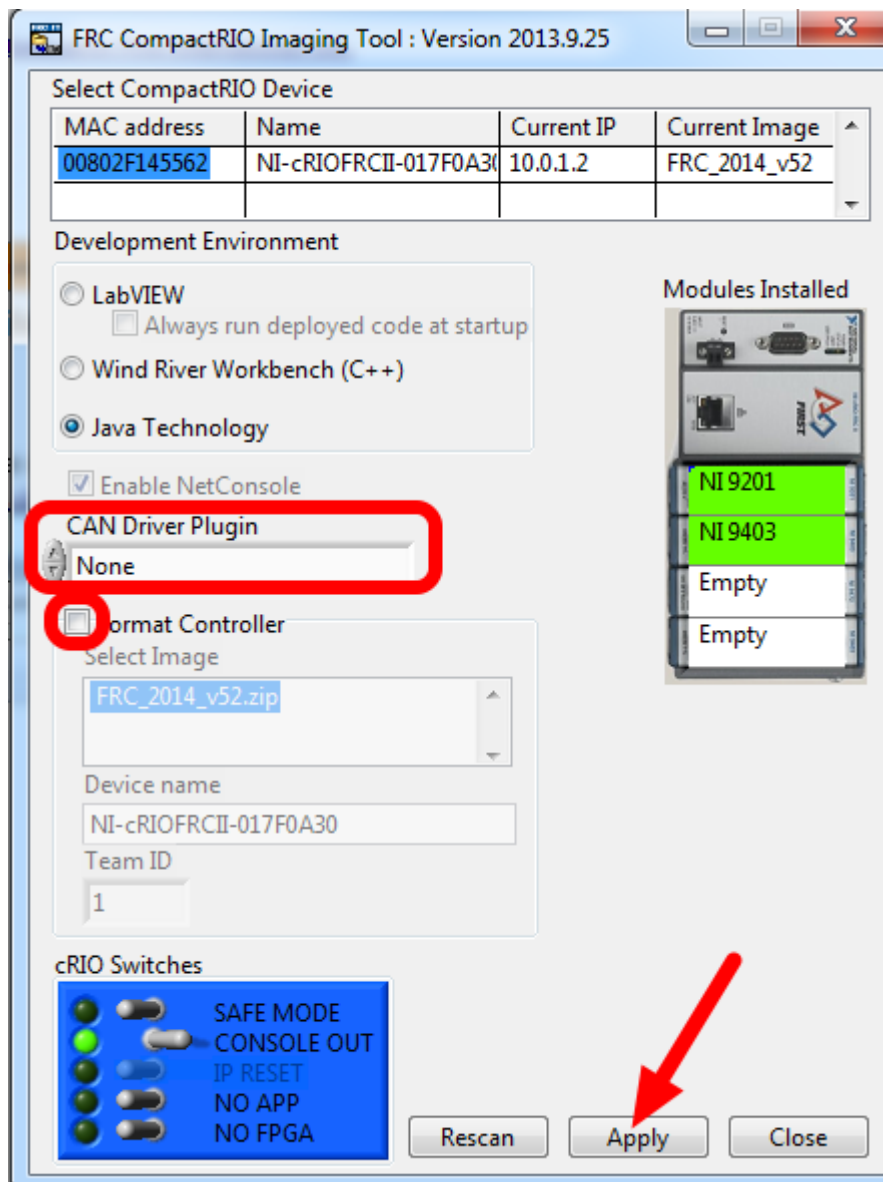 FRC CompactRIO Imaging Tool : Version 2013.9.25
Select CompactRIO Device
MAC address Name Current IP Current Image
00802F145562 NI-cRIOFRCII-017F0A3 10.0.1.2 FRC_2014_v52
Development Environment
LabVIEW
Always run deployed code at startup
Wind River Workbench (C++)
Java Technology
Enable NetConsole
CAN Driver Plugin
None
ormat Controller
Select Image
FRC_2014_v52.zip
Device name
NI-cRIOFRCII-017F0A30
Team ID
1
Modules Installed
FIRST
NI 9201
NI 9403
Empty
Empty
cRIO Switches
SAFE MODE
CONSOLE OUT
IP RESET
NO APP
NO FPGA
Rescan Apply Close